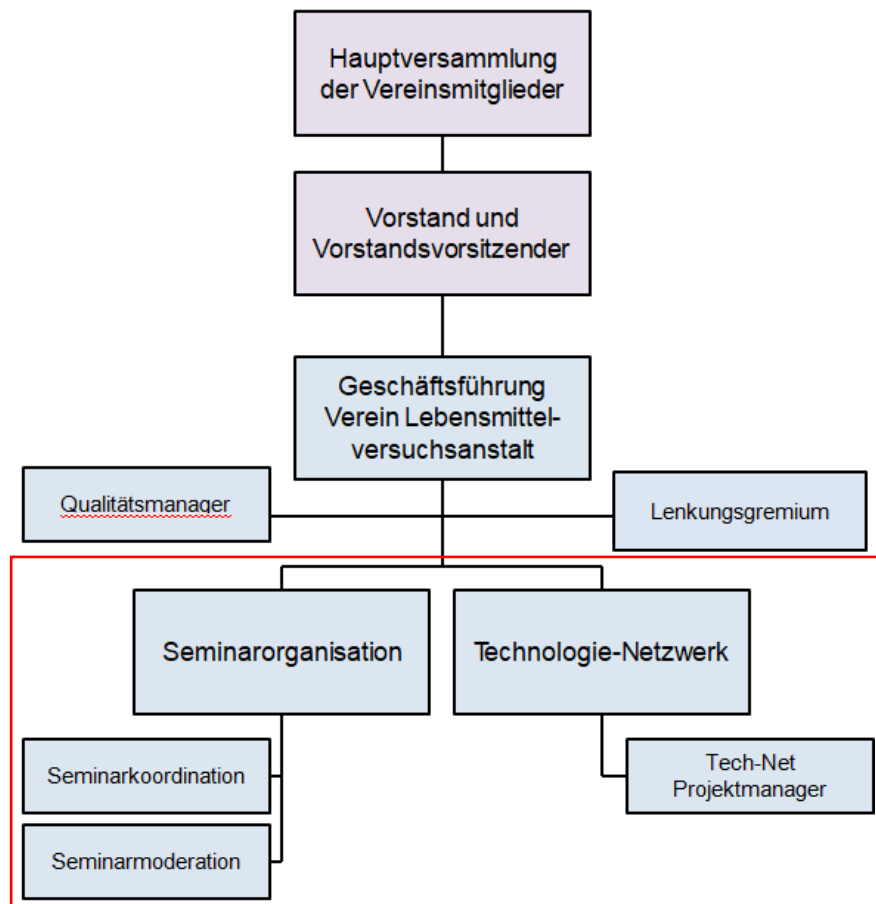 Hauptversammlung
der Vereinsmitglieder
Vorstand und
Vorstandsvorsitzender
Geschäftsführung
Verein Lebensmittel-
versuchsanstalt
Qualitätsmanager
Lenkungsgremium
Seminarorganisation
Technologie-Netzwerk
Seminarkoordination
Tech-Net
Projektmanager
Seminarmoderation